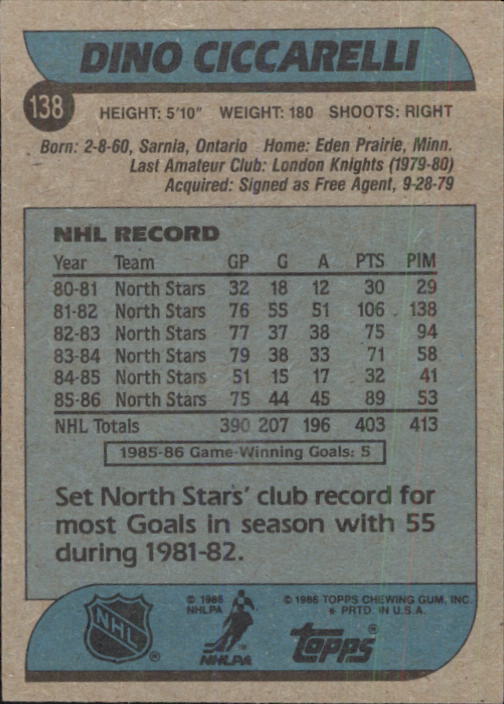 DINO CICCARELLI
138
HEIGHT: 5'10" WEIGHT: 180 SHOOTS: RIGHT
Born: 2-8-60, Sarnia, Ontario Home: Eden Prairie, Minn.
Last Amateur Club: London Knights (1979-80)
Acquired: Signed as Free Agent, 9-28-79
NHL RECORD
Year Team GP G A PTS PIM
80-81 North Stars 32 18 12 30 29
81-82 North Stars 76 55 51 106 138
82-83 North Stars 77 37 38 75 94
83-84 North Stars 79 38 33 71 58
84-85 North Stars 51 15 17 32 41
85-86 North Stars 75 44 45 89 53
NHL Totals 390 207 196 403 413
1985-86 Game-Winning Goals: 5
Set North Stars' club record for
most Goals in season with 55
during 1981-82.
© 1986 © 1986 TOPPS CHEWING GUM, INC.
NHLPA & PRTD. IN U.S.A.
NHL ® NHLPA ™ topps ®